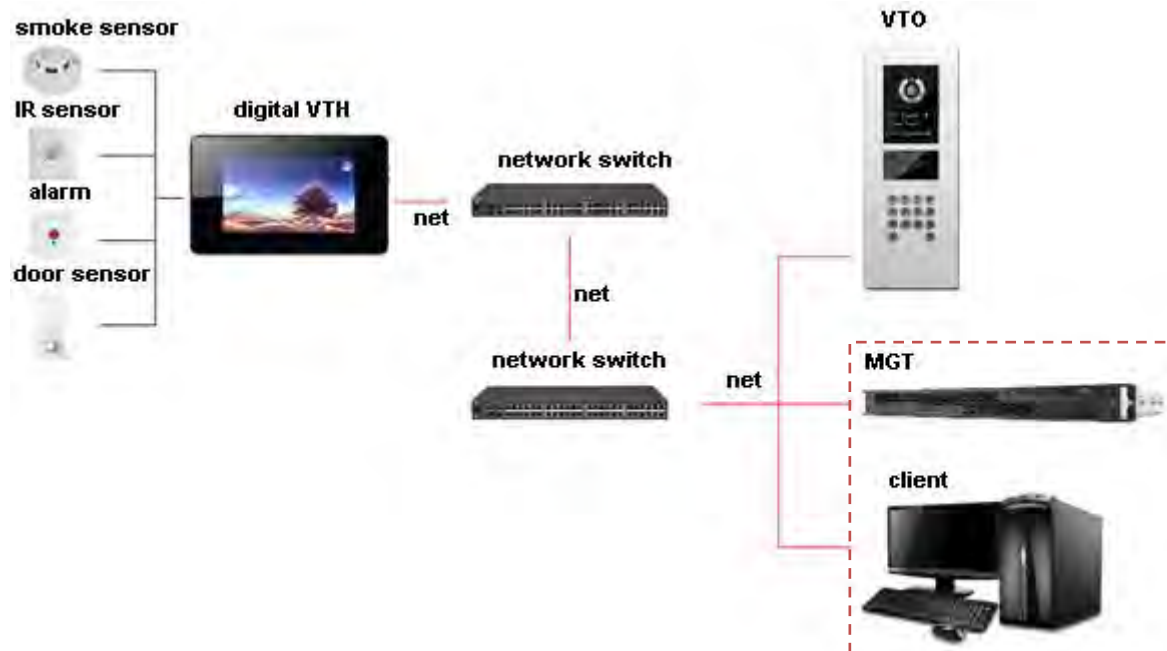 smoke sensor
IR sensor
alarm
door sensor
digital VTH
net
network switch
net
network switch
net
VTO
MGT
client